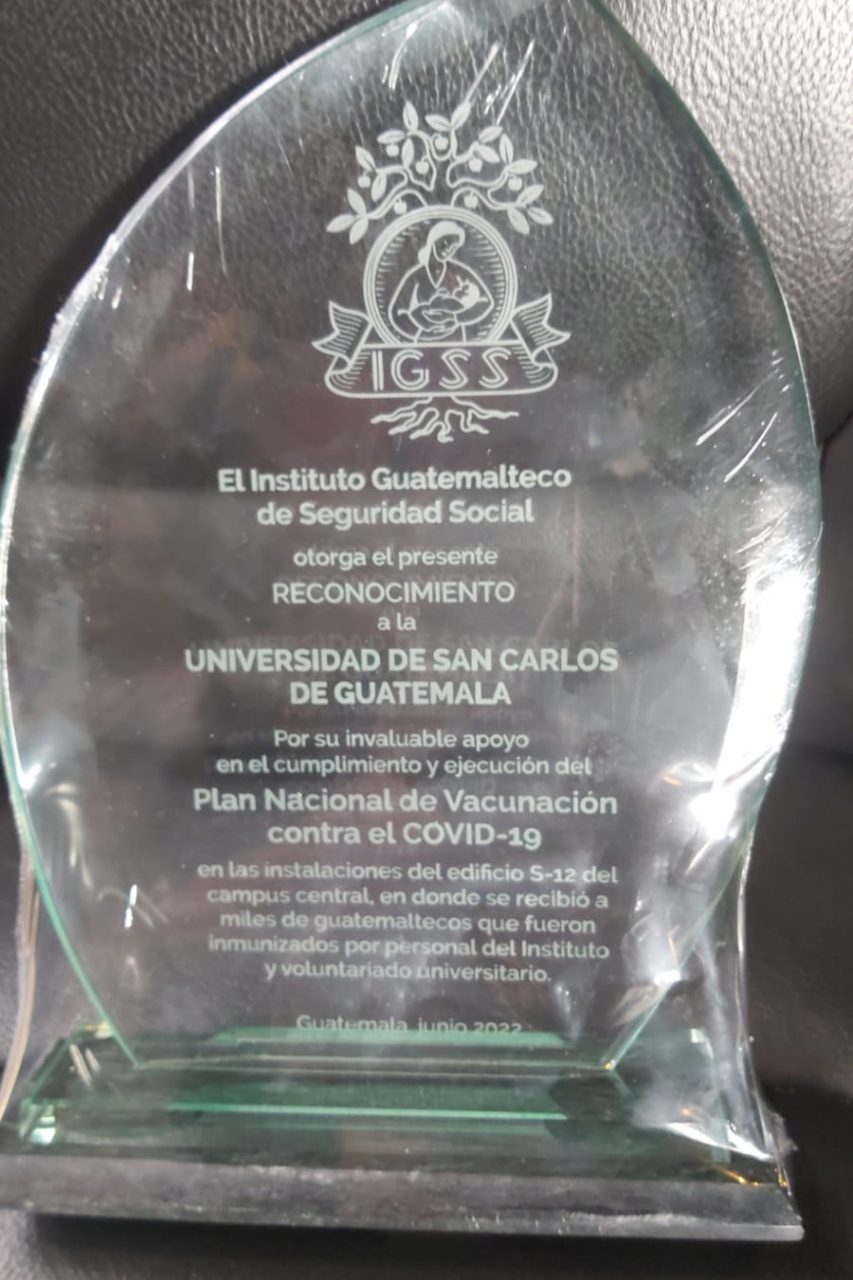 IGSS
El Instituto Guatemalteco
de Seguridad Social
otorga el presente
RECONOCIMIENTO
a la
UNIVERSIDAD DE SAN CARLOS
DE GUATEMALA
Por su invaluable apoyo
en el cumplimiento y ejecución del
Plan Nacional de Vacunación
contra el COVID-19
en las instalaciones del edificio S-12 del
campus central, en donde se recibió a
miles de guatemaltecos que fueron
inmunizados por personal del Instituto
y voluntariado universitario.
Guatemala, junio 2022